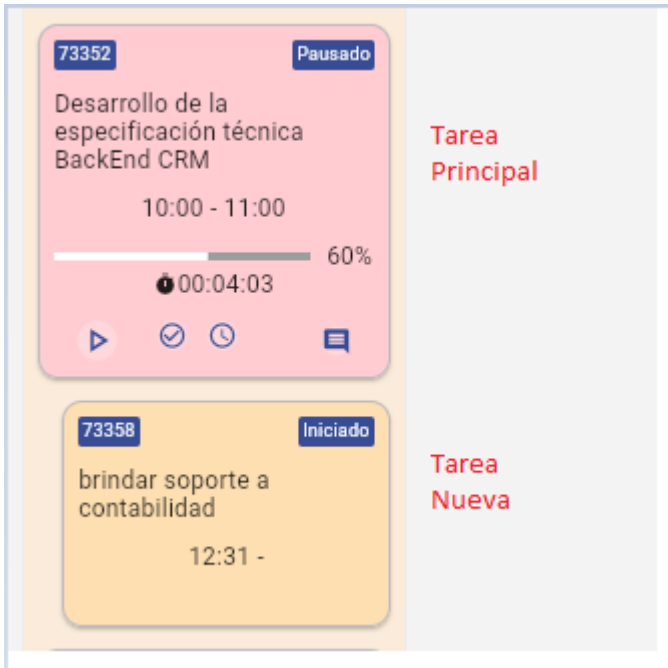 73352 Pausado
Desarrollo de la
especificación técnica
BackEnd CRM
10:00 - 11:00
60%
00:04:03
Tarea
Principal
73358 Iniciado
brindar soporte a
contabilidad
12:31 -
Tarea
Nueva